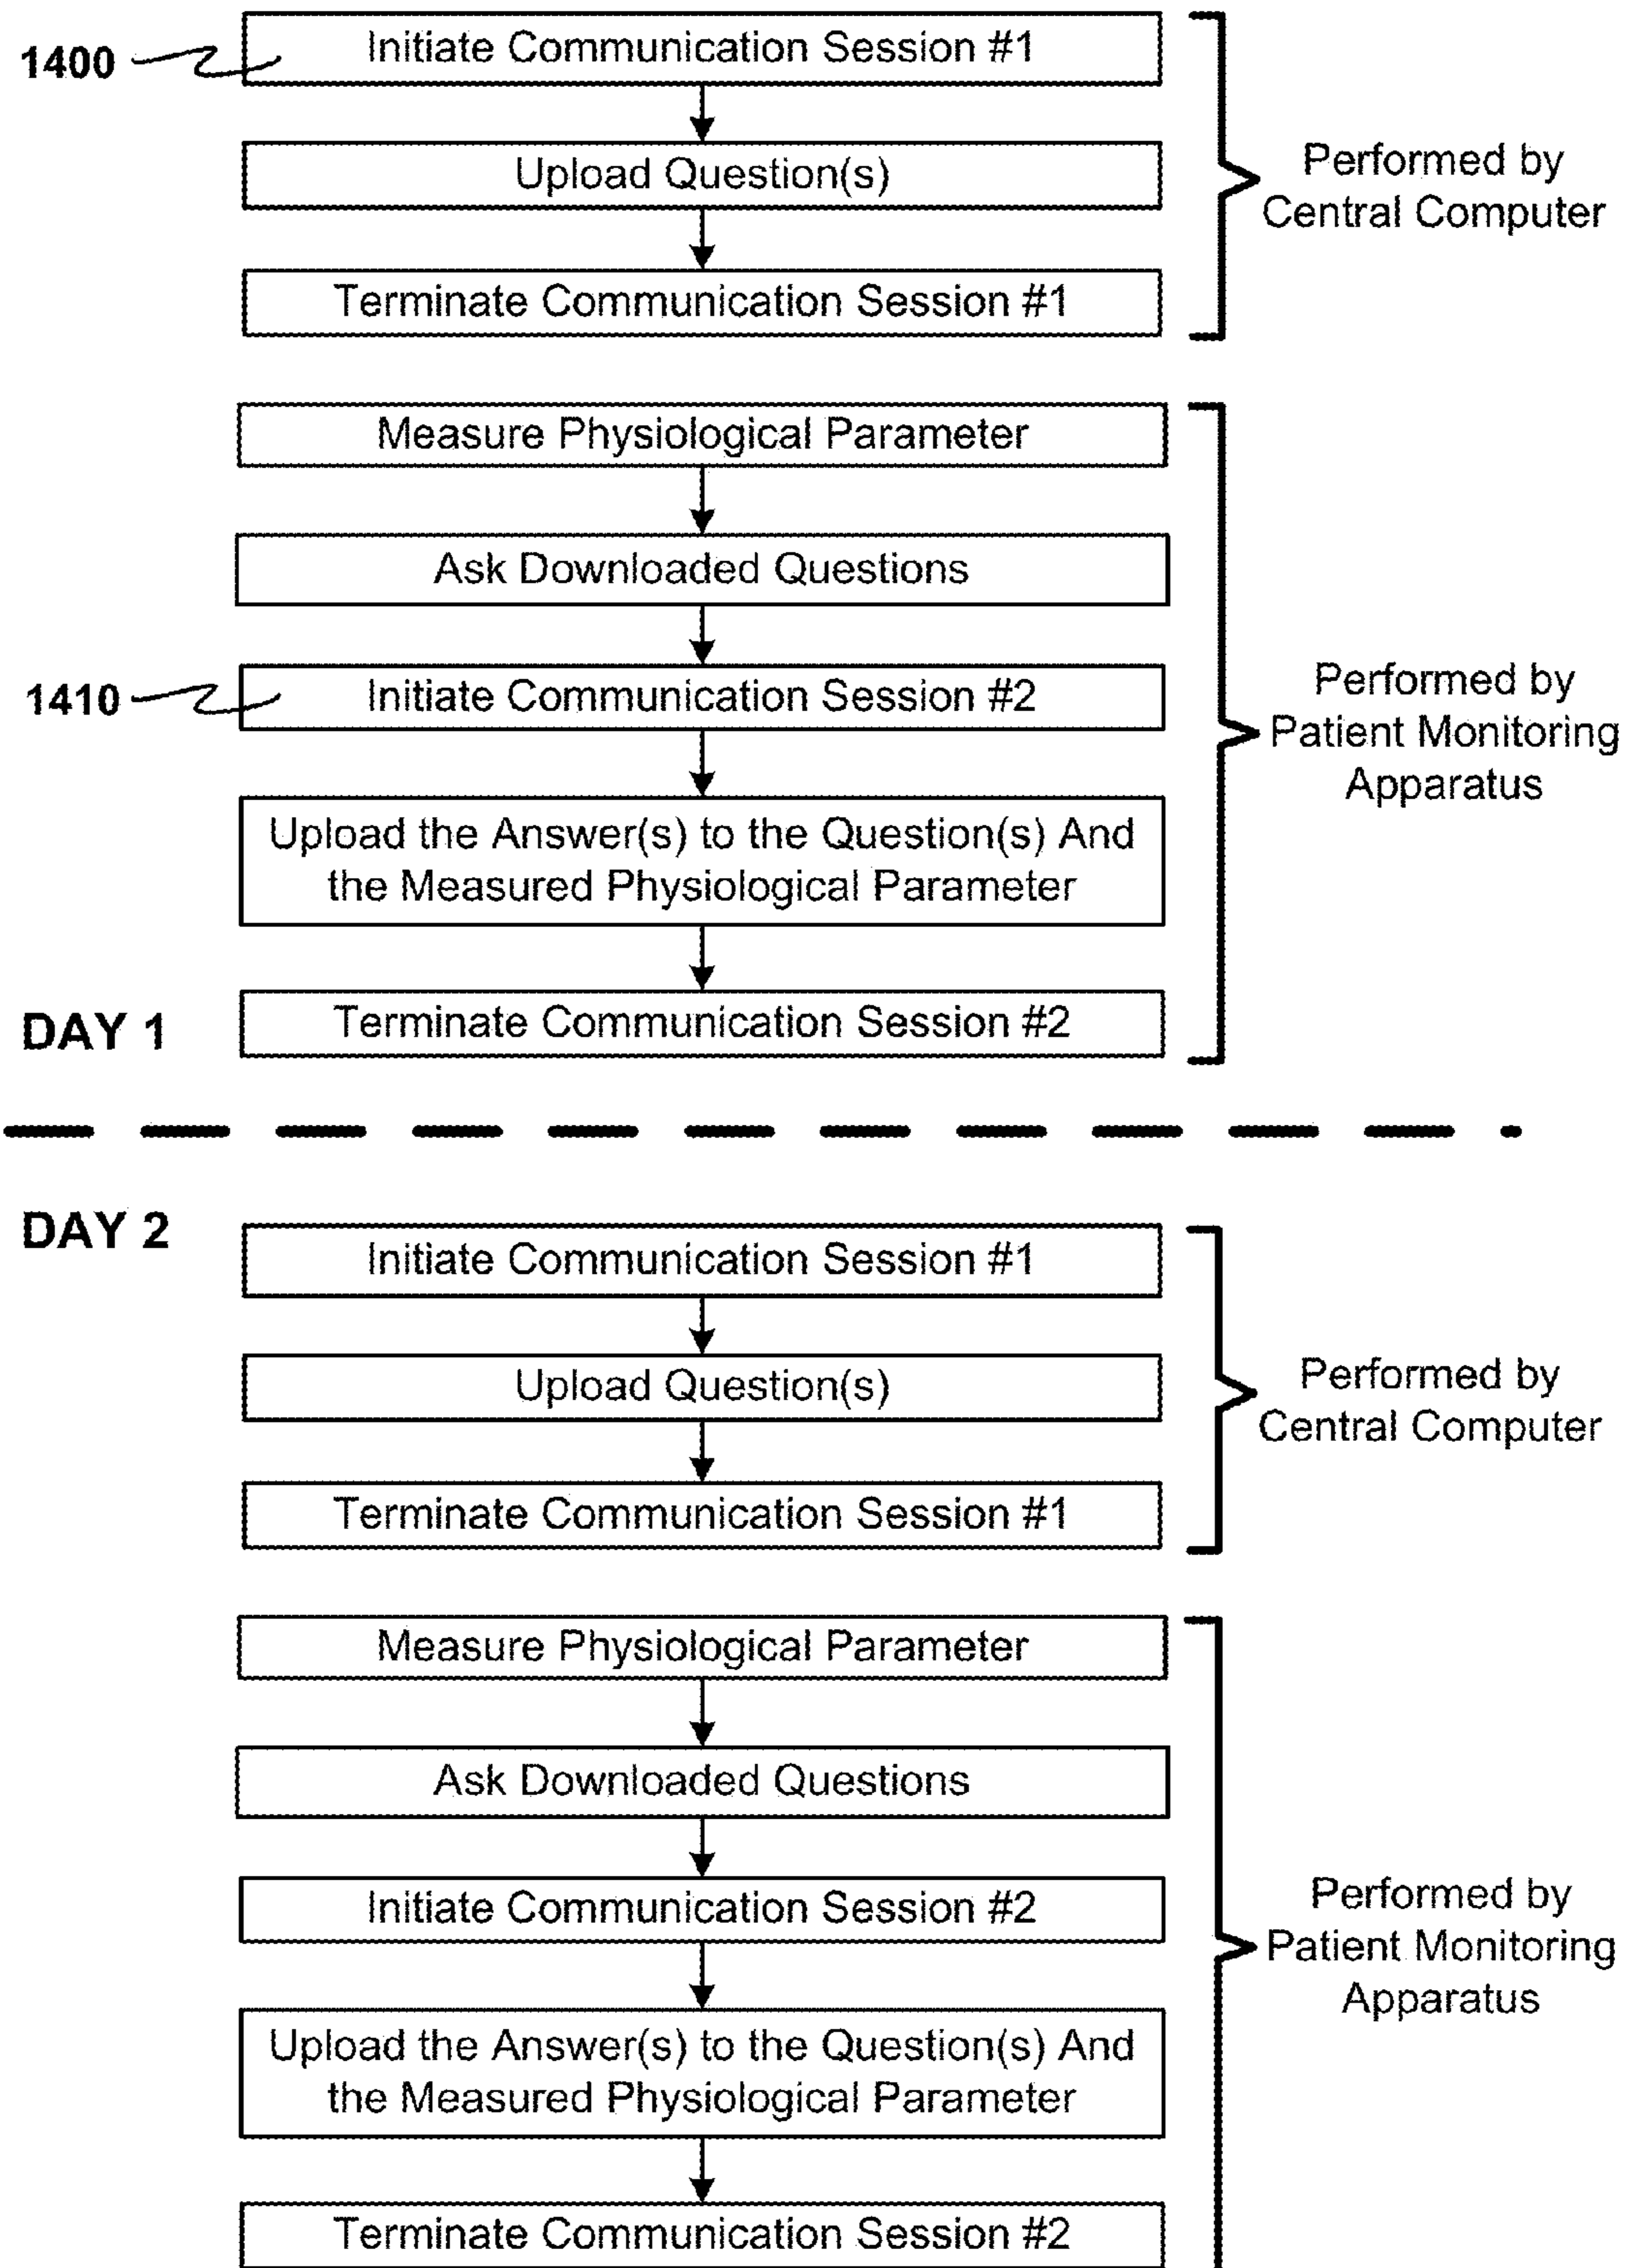 1400
Initiate Communication Session #1
Upload Question(s)
Terminate Communication Session #1
Performed by
Central Computer
Measure Physiological Parameter
Ask Downloaded Questions
1410
Initiate Communication Session #2
Upload the Answer(s) to the Question(s) And
the Measured Physiological Parameter
Terminate Communication Session #2
Performed by
Patient Monitoring
Apparatus
DAY 1
DAY 2
Initiate Communication Session #1
Upload Question(s)
Terminate Communication Session #1
Performed by
Central Computer
Measure Physiological Parameter
Ask Downloaded Questions
Initiate Communication Session #2
Upload the Answer(s) to the Question(s) And
the Measured Physiological Parameter
Terminate Communication Session #2
Performed by
Patient Monitoring
Apparatus